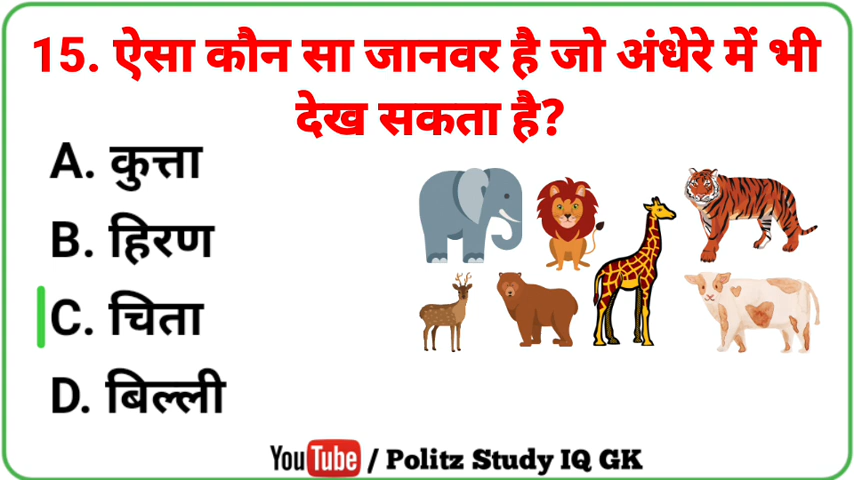 15. ऐसा कौन सा जानवर है जो अंधेरे में भी
देख सकता है?
A. कुत्ता
B. हिरण
C. चिता
D. बिल्ली
YouTube / Politz Study IQ GK